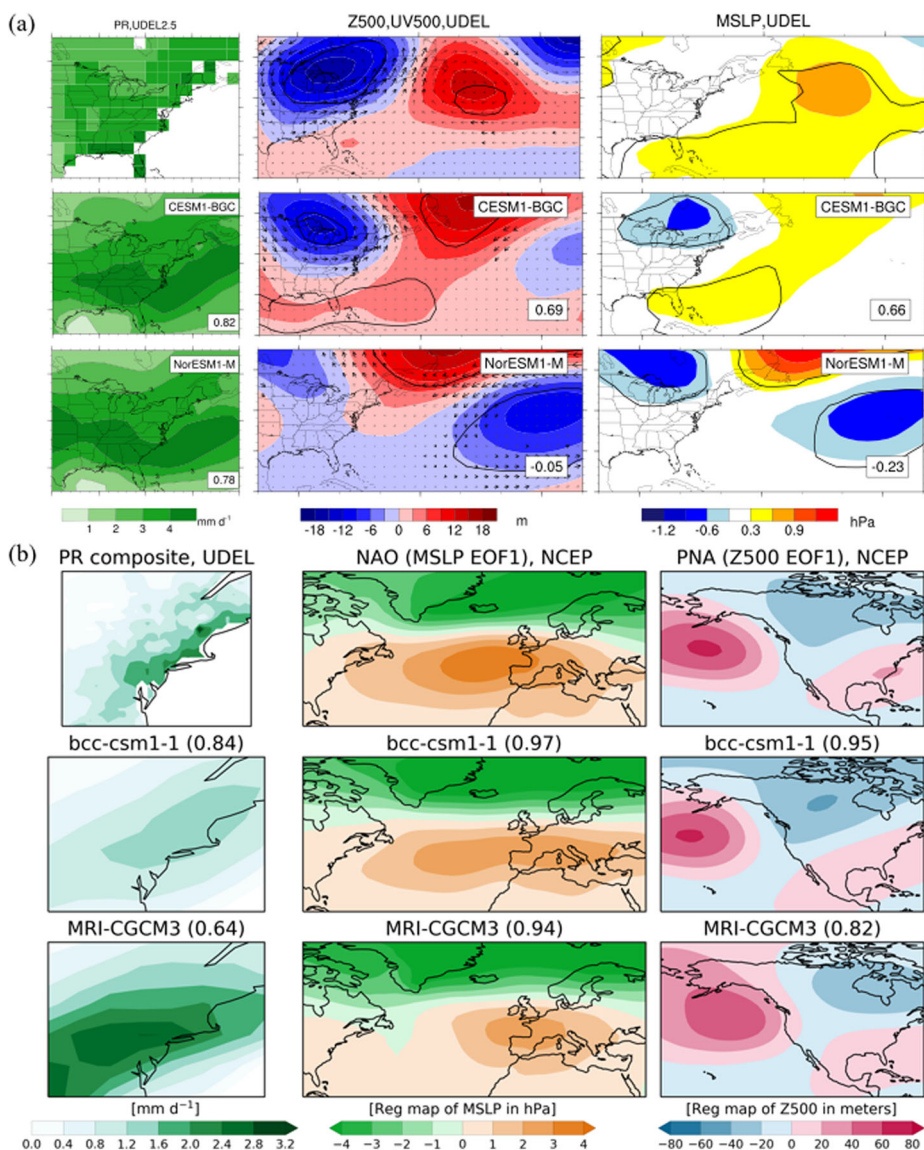 (a)
PR,UDEL2.5
Z500,UV500,UDEL
MSLP,UDEL
CESM1-BGC
0.82
CESM1-BGC
0.69
CESM1-BGC
0.66
NorESM1-M
0.78
NorESM1-M
-0.05
NorESM1-M
-0.23
1 2 3 4 mm d⁻¹
-18 -12 -6 0 6 12 18 m
-1.2 -0.6 0.3 0.9 hPa
(b)
PR composite, UDEL
NAO (MSLP EOF1), NCEP
PNA (Z500 EOF1), NCEP
bcc-csm1-1 (0.84)
bcc-csm1-1 (0.97)
bcc-csm1-1 (0.95)
MRI-CGCM3 (0.64)
MRI-CGCM3 (0.94)
MRI-CGCM3 (0.82)
[mm d⁻¹]
0.0 0.4 0.8 1.2 1.6 2.0 2.4 2.8 3.2
[Reg map of MSLP in hPa]
−4 −3 −2 −1 0 1 2 3 4
[Reg map of Z500 in meters]
−80 −60 −40 −20 0 20 40 60 80